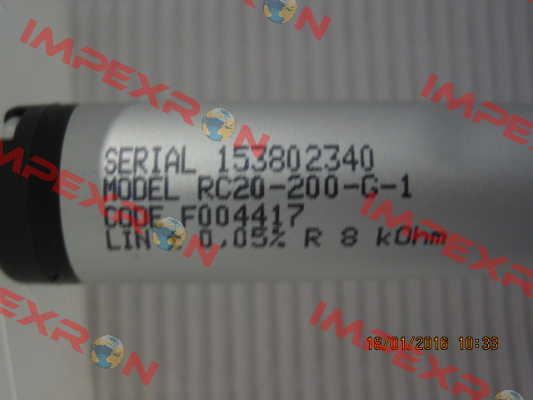 IMPEXRON
IMPEXRON
SERIAL 153802340
MODEL RC20-200-G-1
CODE F004417
LIN 0,05% R 8 kOhm
IMPEXRON
IMPEXRON
18/01/2016 10:33